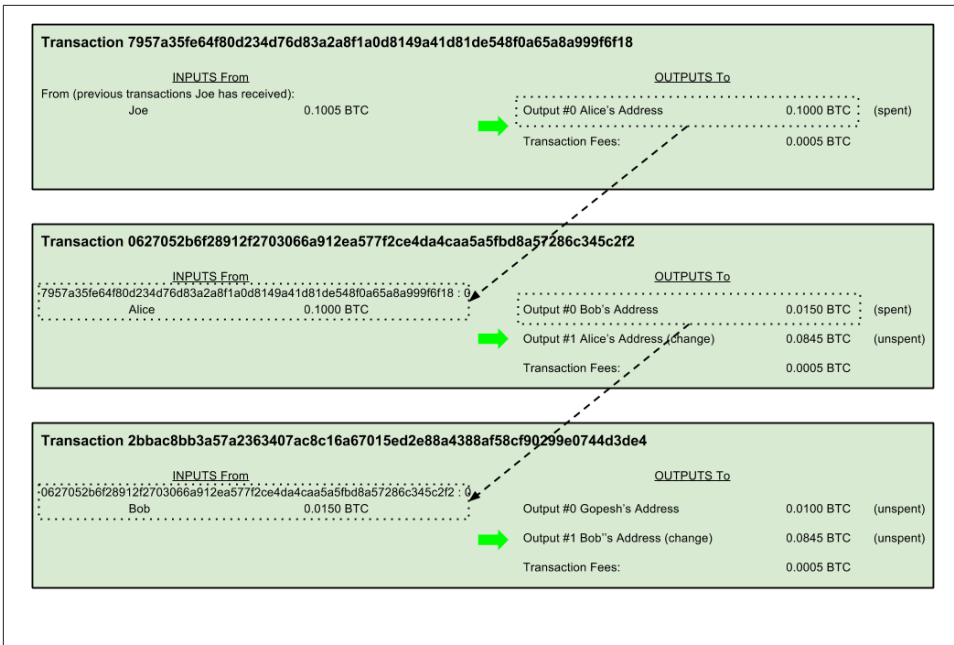 Transaction 7957a35fe64f80d234d76d83a2a8f1a0d8149a41d81de548f0a65a8a999f6f18
INPUTS From OUTPUTS To
From (previous transactions Joe has received):
Joe 0.1005 BTC Output #0 Alice's Address 0.1000 BTC (spent)
Transaction Fees: 0.0005 BTC
Transaction 0627052b6f28912f2703066a912ea577f2ce4da4caa5a5fbd8a57286c345c2f2
INPUTS From OUTPUTS To
7957a35fe64f80d234d76d83a2a8f1a0d8149a41d81de548f0a65a8a999f6f18 : 0
Alice 0.1000 BTC Output #0 Bob's Address 0.0150 BTC (spent)
Output #1 Alice's Address (change) 0.0845 BTC (unspent)
Transaction Fees: 0.0005 BTC
Transaction 2bbac8bb3a57a2363407ac8c16a67015ed2e88a4388af58cf90299e0744d3de4
INPUTS From OUTPUTS To
0627052b6f28912f2703066a912ea577f2ce4da4caa5a5fbd8a57286c345c2f2 : 0
Bob 0.0150 BTC Output #0 Gopesh's Address 0.0100 BTC (unspent)
Output #1 Bob"s Address (change) 0.0845 BTC (unspent)
Transaction Fees: 0.0005 BTC